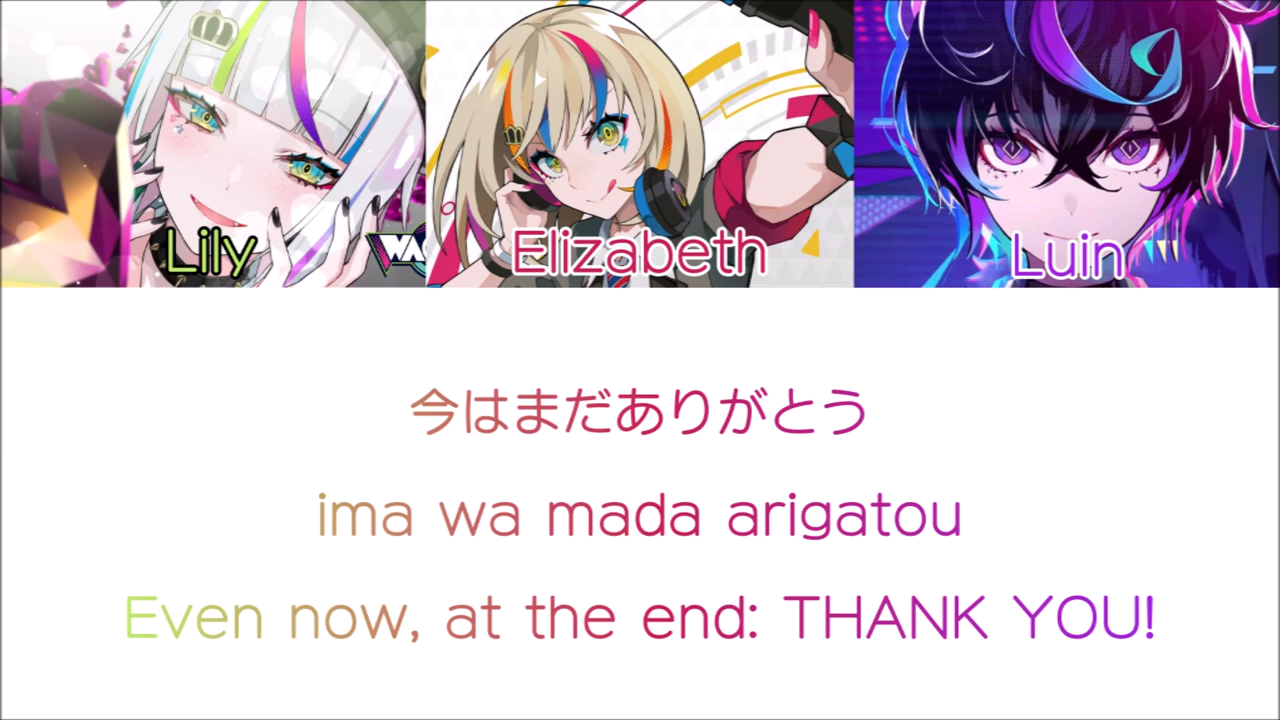 Lily
Elizabeth
Luin
今はまだありがとう
ima wa mada arigatou
Even now, at the end: THANK YOU!